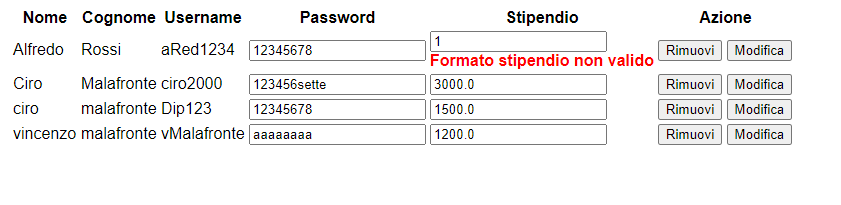 Nome Cognome Username Password Stipendio Azione
Alfredo Rossi aRed1234 12345678 1 Rimuovi Modifica
Formato stipendio non valido
Ciro Malafronte ciro2000 123456sette 3000.0 Rimuovi Modifica
ciro malafronte Dip123 12345678 1500.0 Rimuovi Modifica
vincenzo malafronte vMalafronte aaaaaaaa 1200.0 Rimuovi Modifica